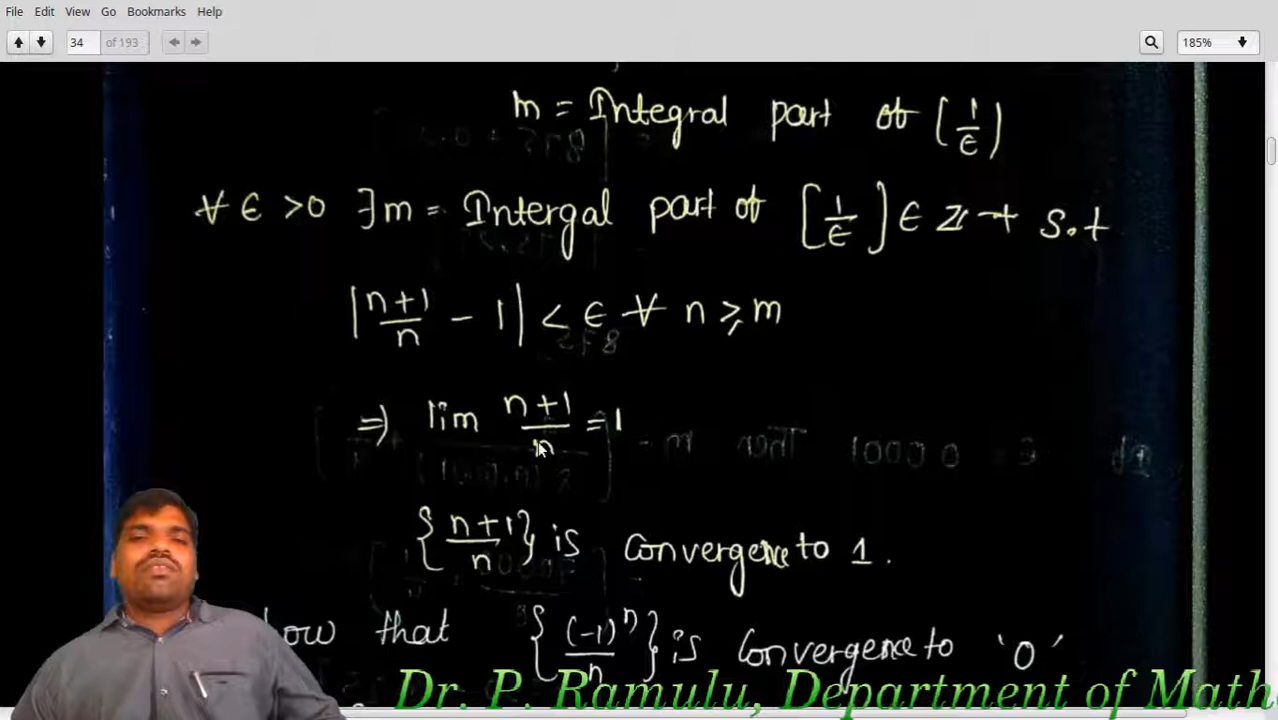 File Edit View Go Bookmarks Help
34 of 193 185%
m = Integral part of (1/ε)
∀ ε >0 ∃ m = Intergal part of [1/ε] ∈ Z+ s.t
|n+1/n - 1| < ε ∀ n ≥ m
⇒ lim n+1/n = 1
{n+1/n} is Convergence to 1.
how that {(-1)^n/n} is Convergence to '0'
Dr. P. Ramulu, Department of Math